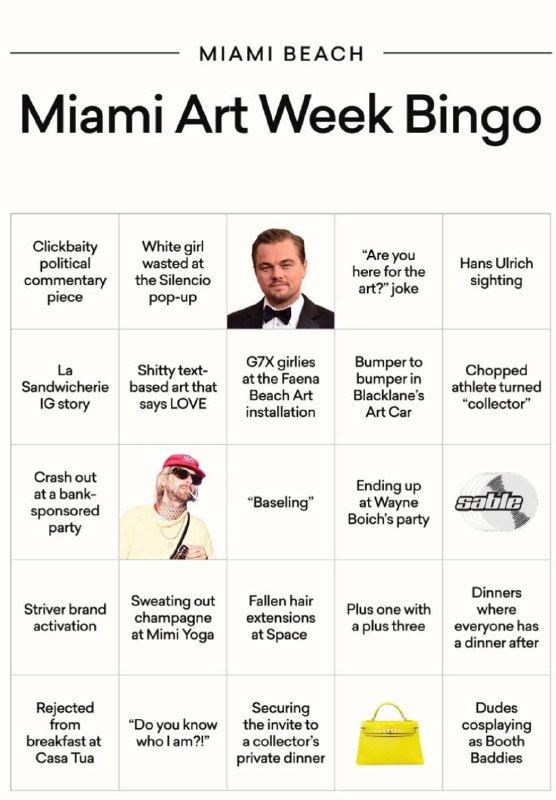 MIAMI BEACH
Miami Art Week Bingo
Clickbaity
political
commentary
piece
White girl
wasted at
the Silencio
pop-up
“Are you
here for the
art?” joke
Hans Ulrich
sighting
La
Sandwicherie
IG story
Shitty text-
based art that
says LOVE
G7X girlies
at the Faena
Beach Art
installation
Bumper to
bumper in
Blacklane’s
Art Car
Chopped
athlete turned
“collector”
Crash out
at a bank-
sponsored
party
“Baseling”
Ending up
at Wayne
Boich’s party
sable
Striver brand
activation
Sweating out
champagne
at Mimi Yoga
Fallen hair
extensions
at Space
Plus one with
a plus three
Dinners
where
everyone has
a dinner after
Rejected
from
breakfast at
Casa Tua
“Do you know
who I am?!”
Securing
the invite to
a collector’s
private dinner
Dudes
cosplaying
as Booth
Baddies